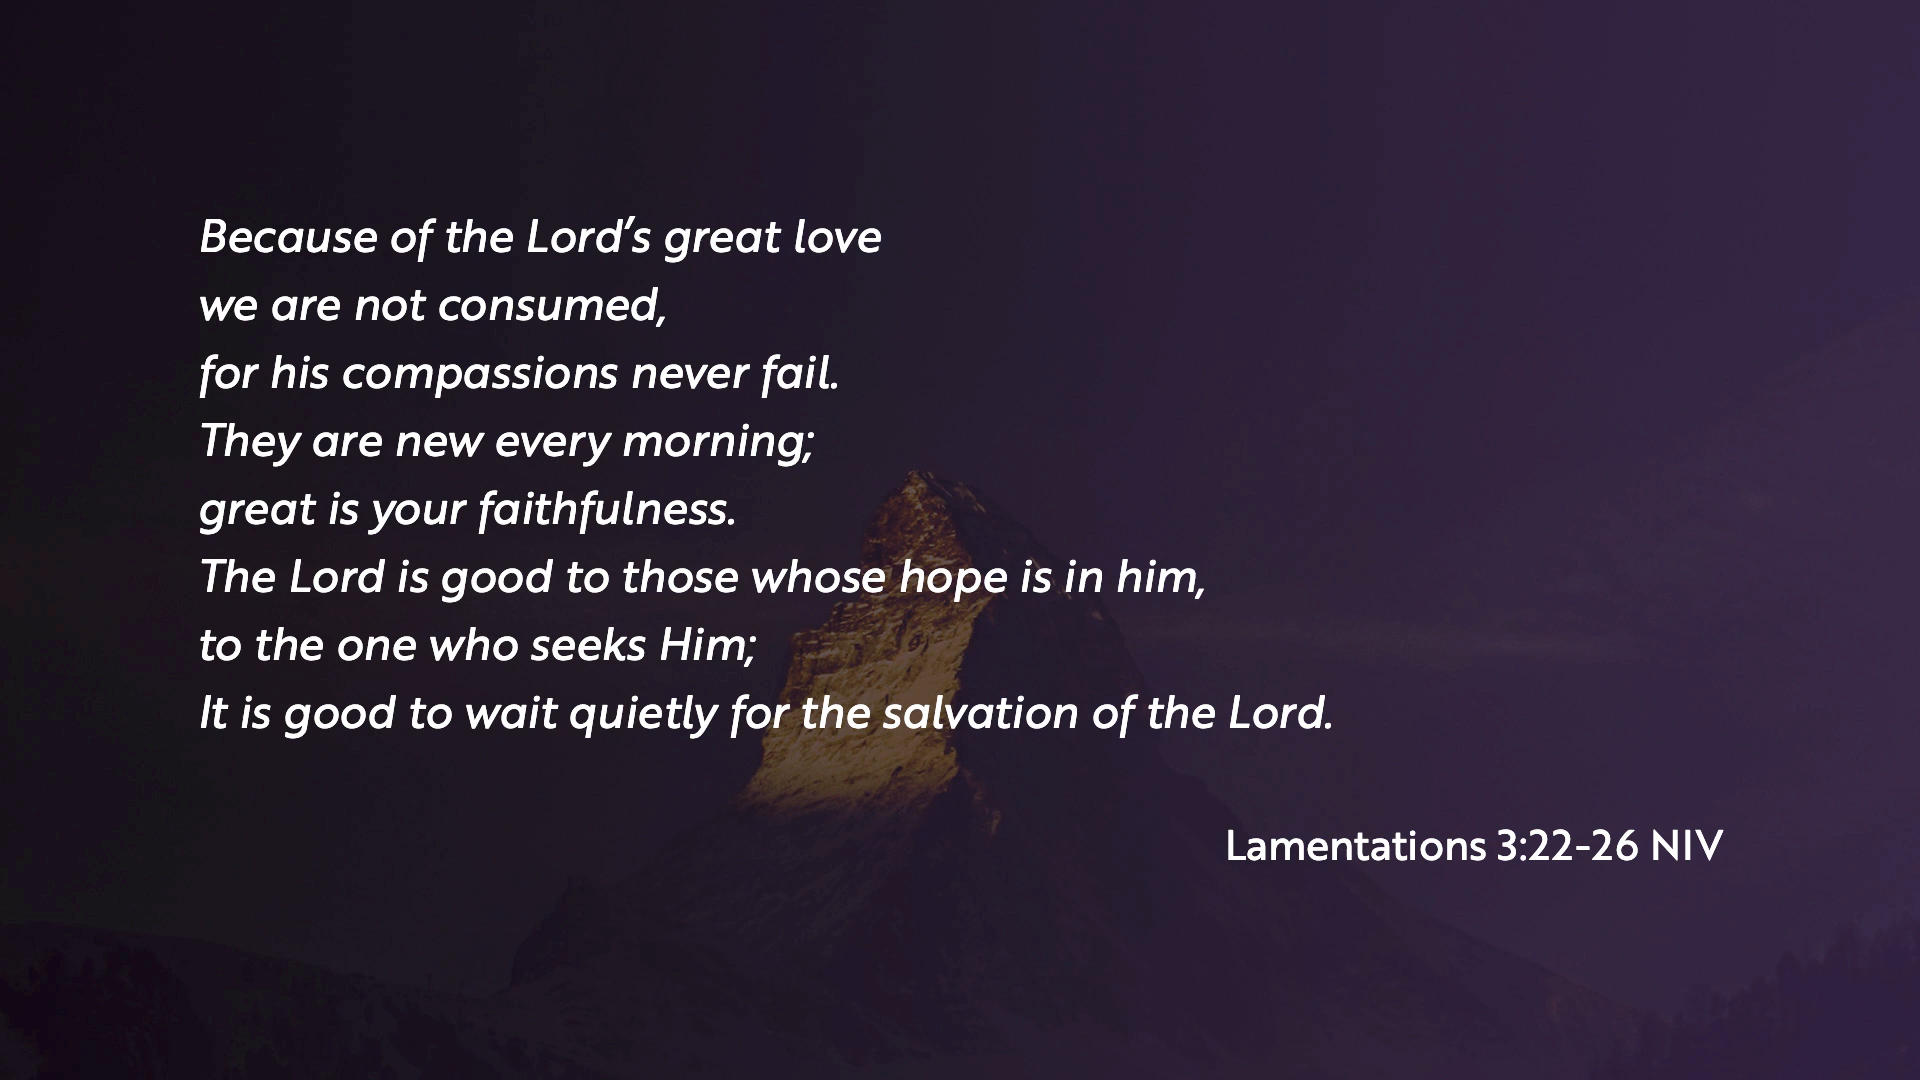 Because of the Lord’s great love
we are not consumed,
for his compassions never fail.
They are new every morning;
great is your faithfulness.
The Lord is good to those whose hope is in him,
to the one who seeks Him;
It is good to wait quietly for the salvation of the Lord.
Lamentations 3:22-26 NIV